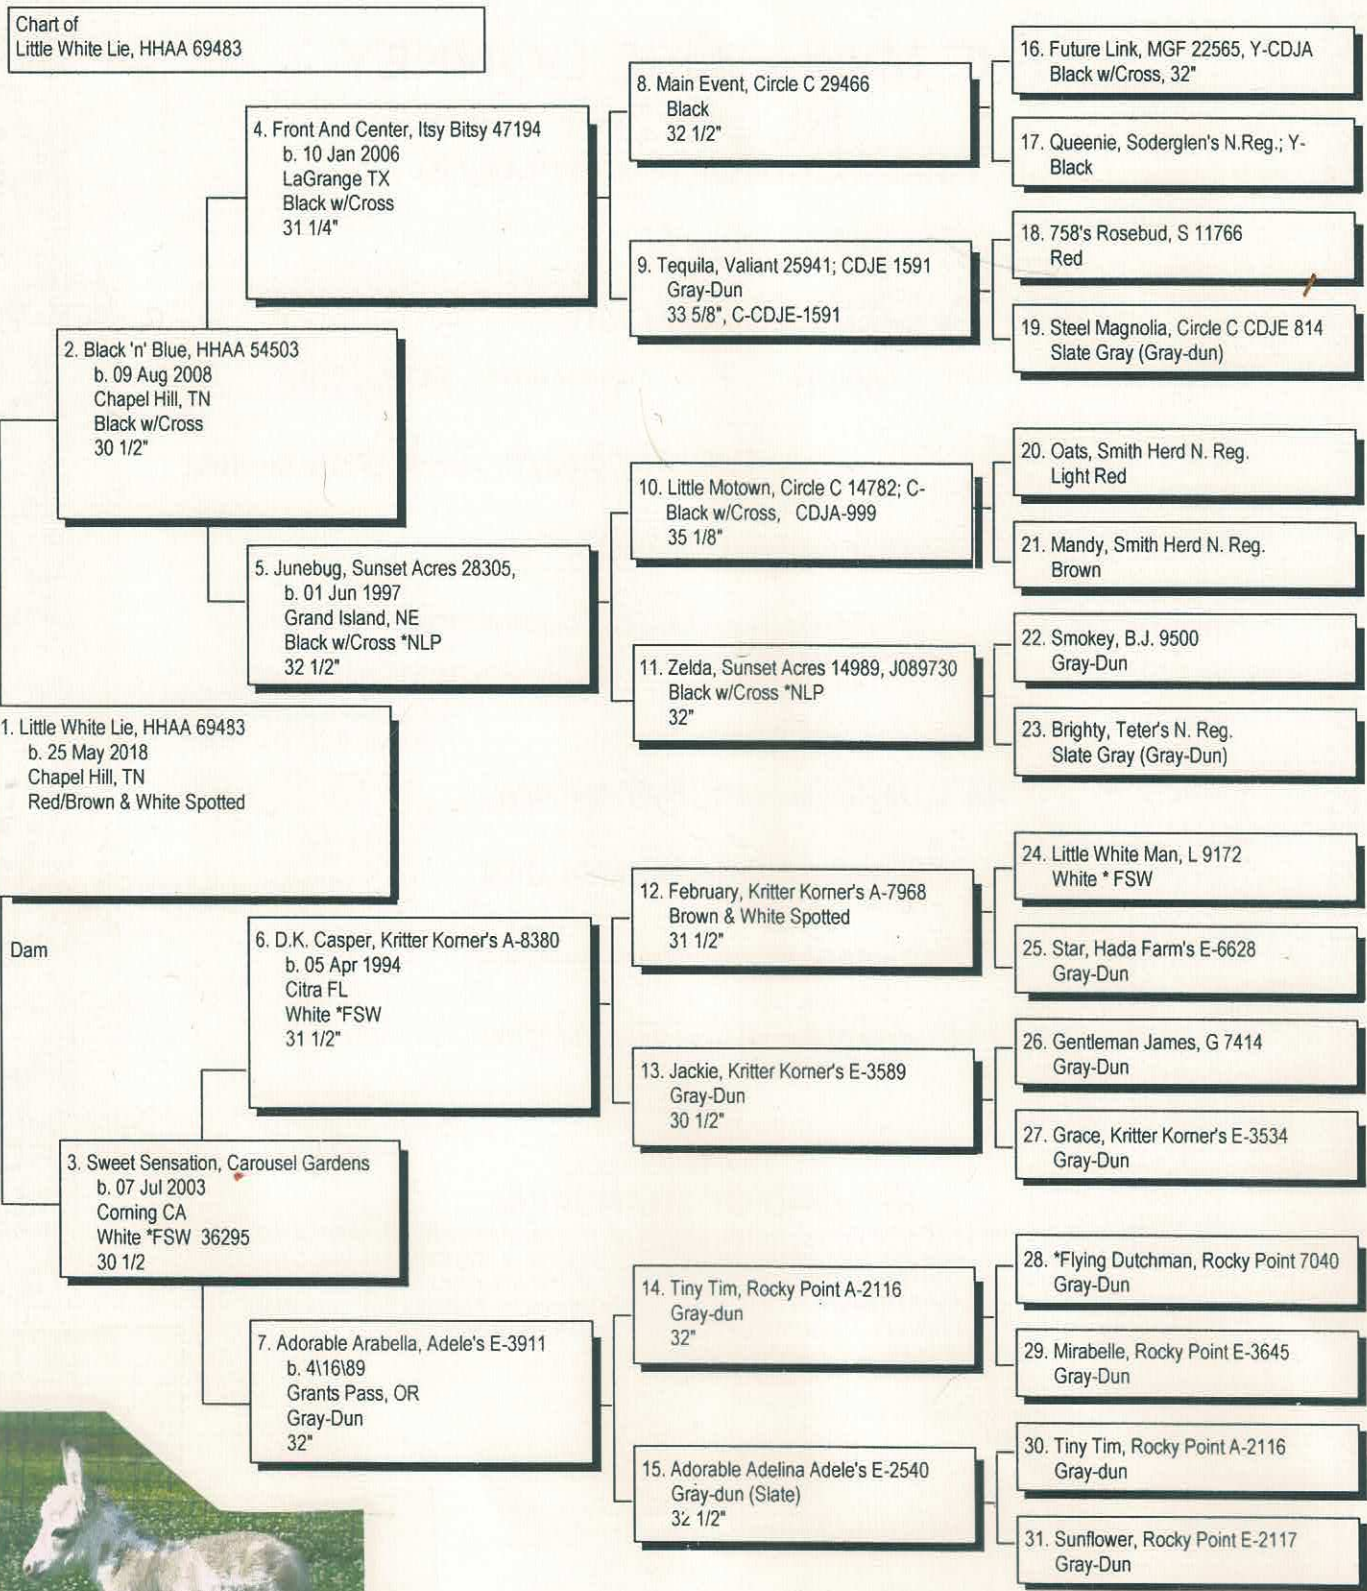 Chart of
Little White Lie, HHAA 69483
1. Little White Lie, HHAA 69483
b. 25 May 2018
Chapel Hill, TN
Red/Brown & White Spotted
Dam
2. Black 'n' Blue, HHAA 54503
b. 09 Aug 2008
Chapel Hill, TN
Black w/Cross
30 1/2"
3. Sweet Sensation, Carousel Gardens
b. 07 Jul 2003
Corning CA
White *FSW 36295
30 1/2
4. Front And Center, Itsy Bitsy 47194
b. 10 Jan 2006
LaGrange TX
Black w/Cross
31 1/4"
5. Junebug, Sunset Acres 28305,
b. 01 Jun 1997
Grand Island, NE
Black w/Cross *NLP
32 1/2"
6. D.K. Casper, Kritter Korner's A-8380
b. 05 Apr 1994
Citra FL
White *FSW
31 1/2"
7. Adorable Arabella, Adele's E-3911
b. 4\16\89
Grants Pass, OR
Gray-Dun
32"
8. Main Event, Circle C 29466
Black
32 1/2"
9. Tequila, Valiant 25941; CDJE 1591
Gray-Dun
33 5/8", C-CDJE-1591
10. Little Motown, Circle C 14782; C-
Black w/Cross, CDJA-999
35 1/8"
11. Zelda, Sunset Acres 14989, J089730
Black w/Cross *NLP
32"
12. February, Kritter Korner's A-7968
Brown & White Spotted
31 1/2"
13. Jackie, Kritter Korner's E-3589
Gray-Dun
30 1/2"
14. Tiny Tim, Rocky Point A-2116
Gray-dun
32"
15. Adorable Adelina Adele's E-2540
Gray-dun (Slate)
32 1/2"
16. Future Link, MGF 22565, Y-CDJA
Black w/Cross, 32"
17. Queenie, Soderglen's N.Reg.; Y-
Black
18. 758's Rosebud, S 11766
Red
19. Steel Magnolia, Circle C CDJE 814
Slate Gray (Gray-dun)
20. Oats, Smith Herd N. Reg.
Light Red
21. Mandy, Smith Herd N. Reg.
Brown
22. Smokey, B.J. 9500
Gray-Dun
23. Brighty, Teter's N. Reg.
Slate Gray (Gray-Dun)
24. Little White Man, L 9172
White * FSW
25. Star, Hada Farm's E-6628
Gray-Dun
26. Gentleman James, G 7414
Gray-Dun
27. Grace, Kritter Korner's E-3534
Gray-Dun
28. *Flying Dutchman, Rocky Point 7040
Gray-Dun
29. Mirabelle, Rocky Point E-3645
Gray-Dun
30. Tiny Tim, Rocky Point A-2116
Gray-dun
31. Sunflower, Rocky Point E-2117
Gray-Dun